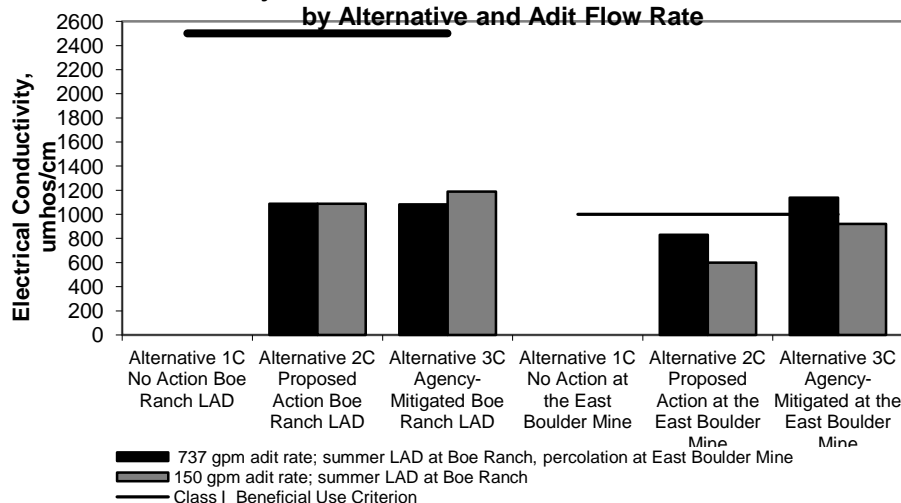 by Alternative and Adit Flow Rate
Electrical Conductivity,
umhos/cm
2600
2400
2200
2000
1800
1600
1400
1200
1000
800
600
400
200
0
Alternative 1C
No Action Boe
Ranch LAD
Alternative 2C
Proposed
Action Boe
Ranch LAD
Alternative 3C
Agency-
Mitigated Boe
Ranch LAD
Alternative 1C
No Action at
the East
Boulder Mine
Alternative 2C
Proposed
Action at the
East Boulder
Mine
Alternative 3C
Agency-
Mitigated at the
East Boulder
Mine
737 gpm adit rate; summer LAD at Boe Ranch, percolation at East Boulder Mine
150 gpm adit rate; summer LAD at Boe Ranch
Class I Beneficial Use Criterion